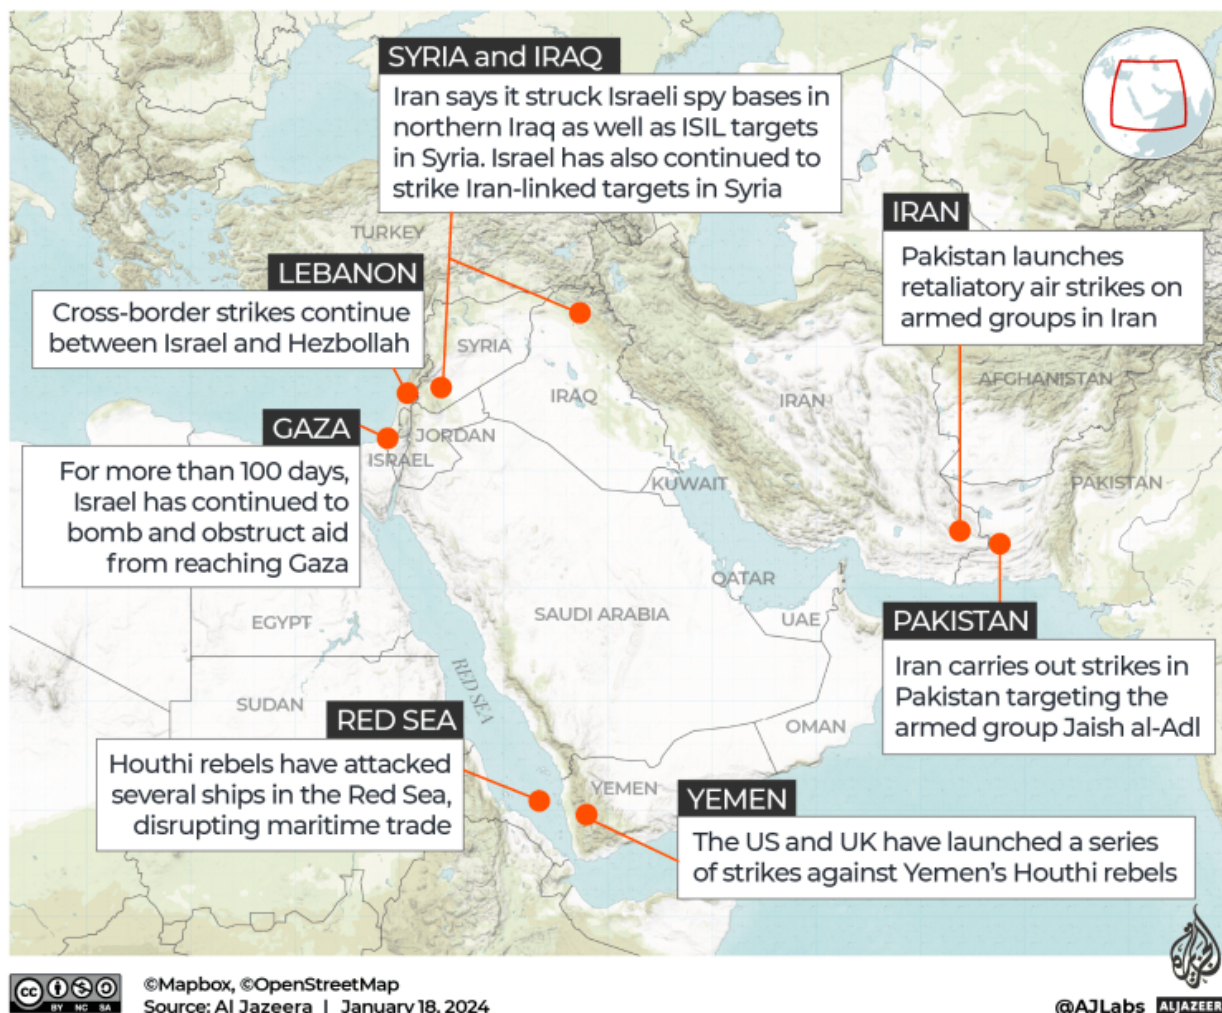 SYRIA and IRAQ
Iran says it struck Israeli spy bases in
northern Iraq as well as ISIL targets
in Syria. Israel has also continued to
strike Iran-linked targets in Syria
IRAN
Pakistan launches
retaliatory air strikes on
armed groups in Iran
TURKEY
LEBANON
Cross-border strikes continue
between Israel and Hezbollah
SYRIA
IRAQ
IRAN
AFGHANISTAN
GAZA
JORDAN
ISRAEL
For more than 100 days,
Israel has continued to
bomb and obstruct aid
from reaching Gaza
KUWAIT
PAKISTAN
QATAR
SAUDI ARABIA
UAE
EGYPT
PAKISTAN
Iran carries out strikes in
Pakistan targeting the
armed group Jaish al-Adl
RED SEA
SUDAN
OMAN
RED SEA
Houthi rebels have attacked
several ships in the Red Sea,
disrupting maritime trade
YEMEN
YEMEN
The US and UK have launched a series
of strikes against Yemen's Houthi rebels
cc BY NC SA
©Mapbox, ©OpenStreetMap
Source: Al Jazeera | January 18, 2024
@AJLabs ALJAZEER